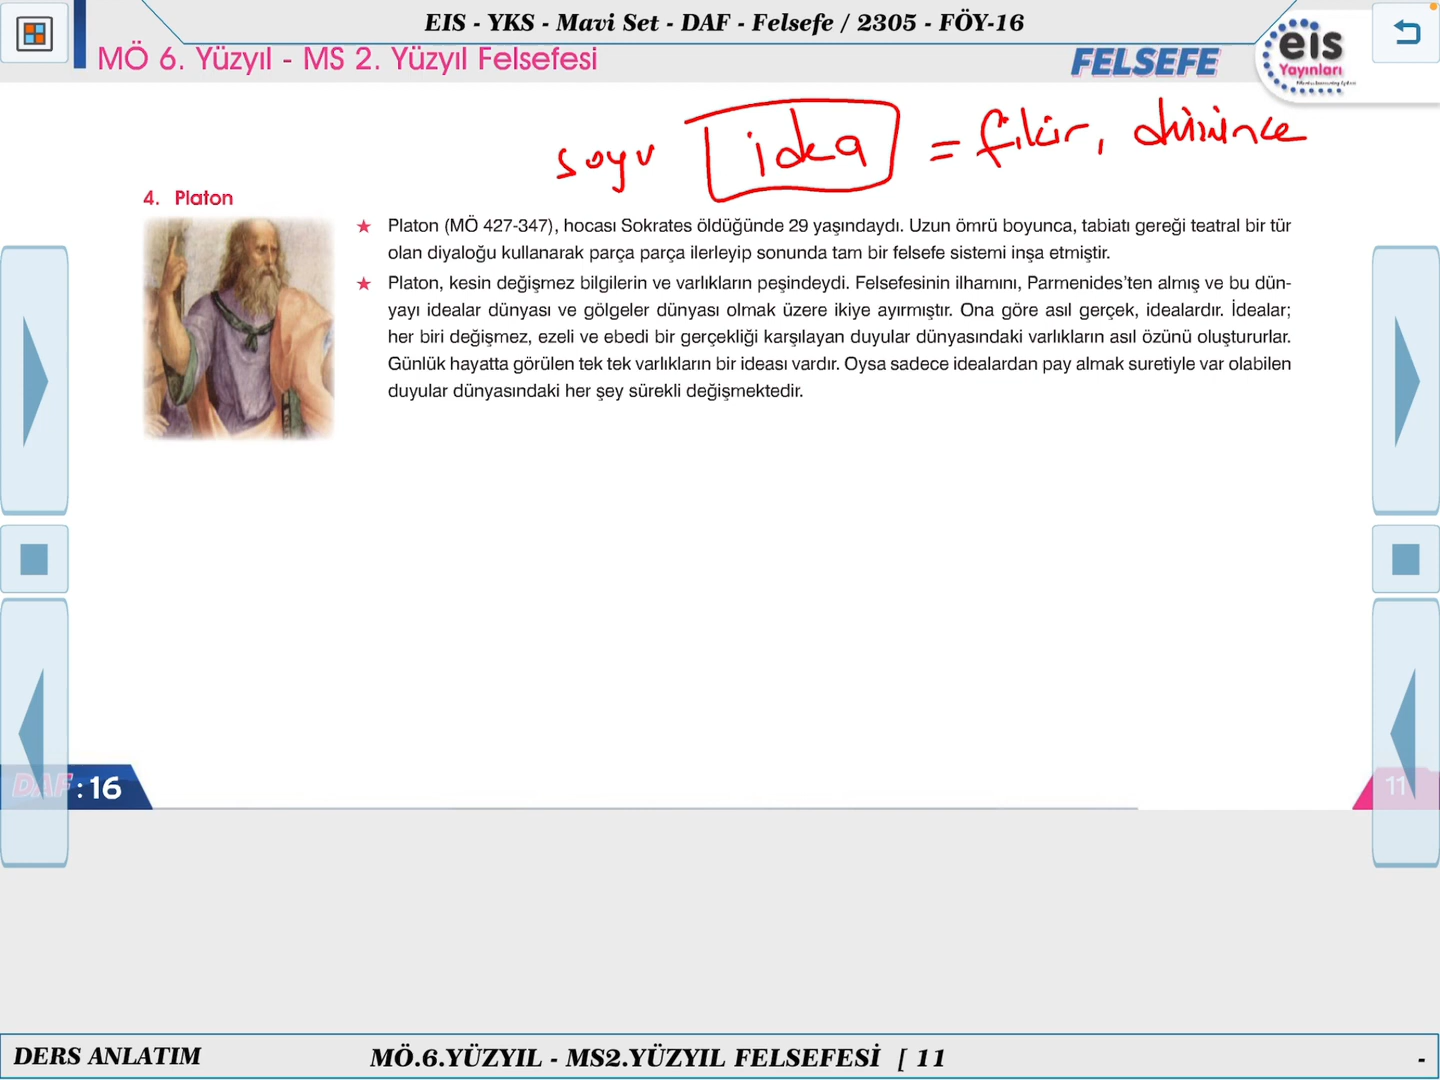 EIS - YKS - Mavi Set - DAF - Felsefe / 2305 - FÖY-16
MÖ 6. Yüzyıl - MS 2. Yüzyıl Felsefesi
FELSEFE
eis
Yayınları
soyu idea = fikir, düşünce
4. Platon
★ Platon (MÖ 427-347), hocası Sokrates öldüğünde 29 yaşındaydı. Uzun ömrü boyunca, tabiatı gereği teatral bir tür
olan diyaloğu kullanarak parça parça ilerleyip sonunda tam bir felsefe sistemi inşa etmiştir.
★ Platon, kesin değişmez bilgilerin ve varlıkların peşindeydi. Felsefesinin ilhamını, Parmenides'ten almış ve bu dün-
yayı idealar dünyası ve gölgeler dünyası olmak üzere ikiye ayırmıştır. Ona göre asıl gerçek, idealardır. İdealar;
her biri değişmez, ezeli ve ebedi bir gerçekliği karşılayan duyular dünyasındaki varlıkların asıl özünü oluştururlar.
Günlük hayatta görülen tek tek varlıkların bir ideası vardır. Oysa sadece idealardan pay almak suretiyle var olabilen
duyular dünyasındaki her şey sürekli değişmektedir.
DAF : 16
11
DERS ANLATIM
MÖ.6.YÜZYIL - MS2.YÜZYIL FELSEFESİ [ 11
-